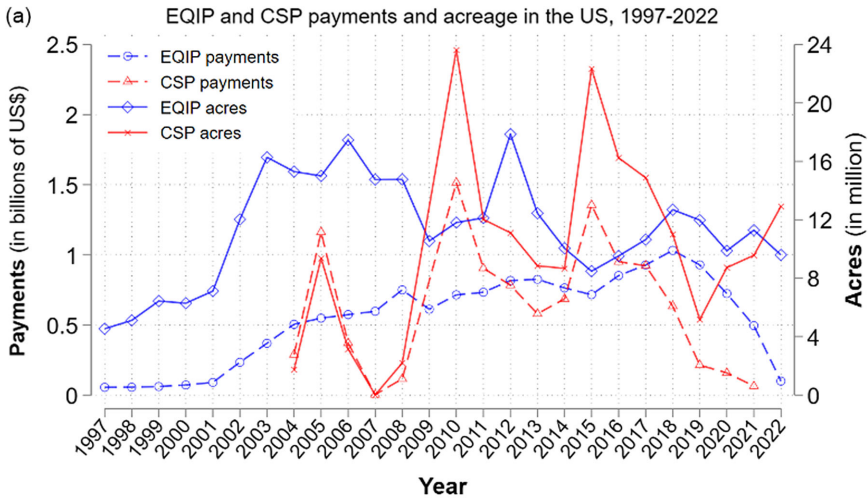 (a) EQIP and CSP payments and acreage in the US, 1997-2022
EQIP payments
CSP payments
EQIP acres
CSP acres
Payments (in billions of US$)
2.5
2
1.5
1
0.5
0
24
20
16
12
8
4
0
Acres (in million)
1997 1998 1999 2000 2001 2002 2003 2004 2005 2006 2007 2008 2009 2010 2011 2012 2013 2014 2015 2016 2017 2018 2019 2020 2021 2022
Year